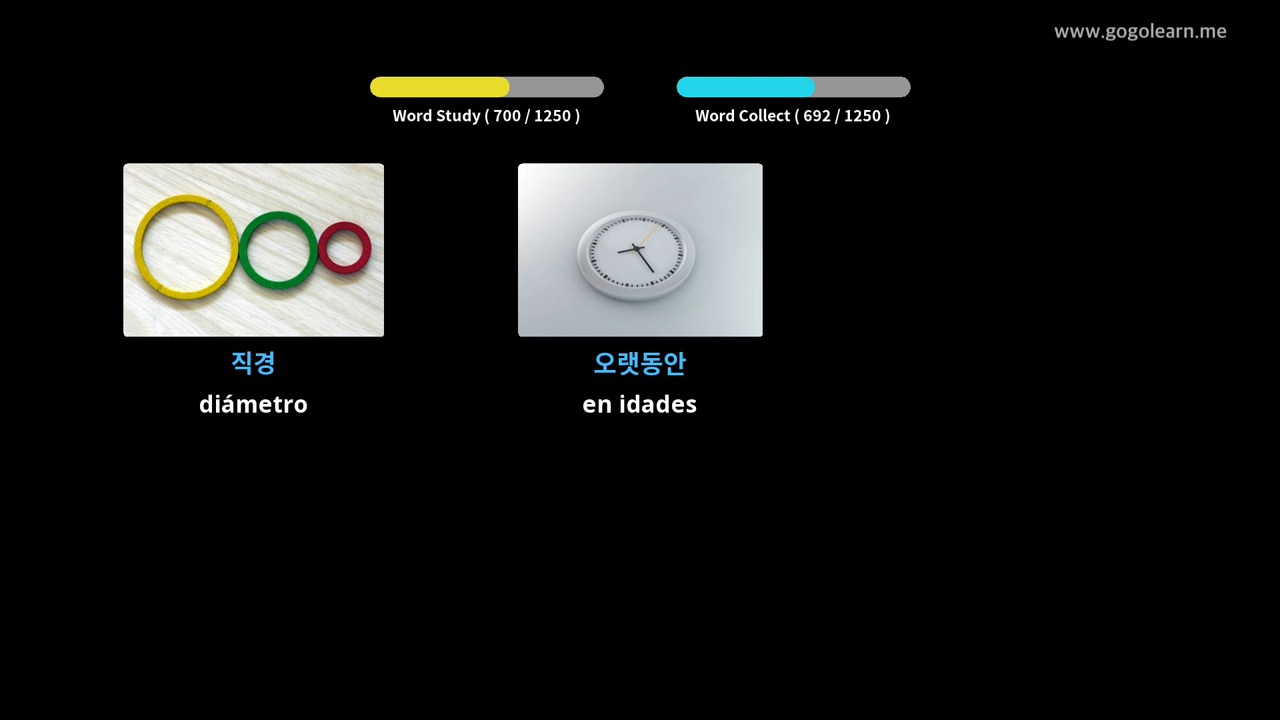 www.gogolearn.me
Word Study ( 700 / 1250 )
Word Collect ( 692 / 1250 )
직경
diámetro
오랫동안
en idades